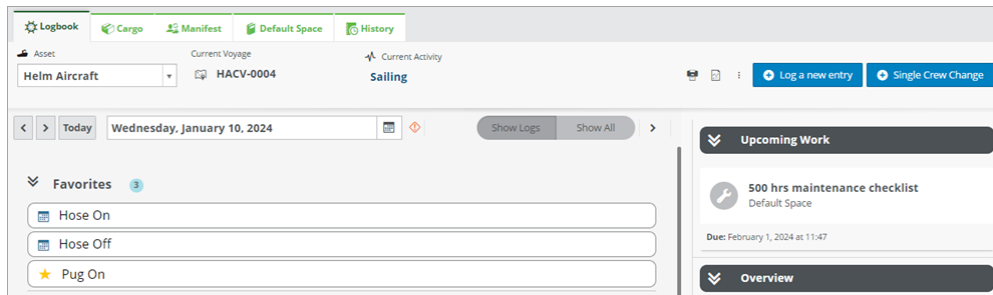 Logbook Cargo Manifest Default Space History
Asset Current Voyage Current Activity
Helm Aircraft HACV-0004 Sailing Log a new entry Single Crew Change
Today Wednesday, January 10, 2024 Show Logs Show All
Upcoming Work
Favorites 3
500 hrs maintenance checklist
Default Space
Hose On
Hose Off
Due: February 1, 2024 at 11:47
Pug On
Overview